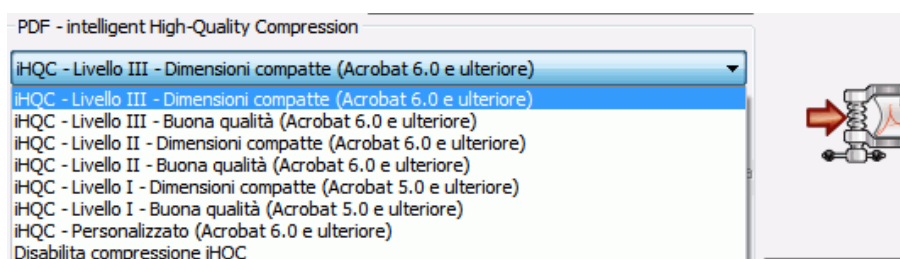 PDF - intelligent High-Quality Compression
iHQC - Livello III - Dimensioni compatte (Acrobat 6.0 e ulteriore)
iHQC - Livello III - Dimensioni compatte (Acrobat 6.0 e ulteriore)
iHQC - Livello III - Buona qualità (Acrobat 6.0 e ulteriore)
iHQC - Livello II - Dimensioni compatte (Acrobat 6.0 e ulteriore)
iHQC - Livello II - Buona qualità (Acrobat 6.0 e ulteriore)
iHQC - Livello I - Dimensioni compatte (Acrobat 5.0 e ulteriore)
iHQC - Livello I - Buona qualità (Acrobat 5.0 e ulteriore)
iHQC - Personalizzato (Acrobat 6.0 e ulteriore)
Disabilita compressione iHQC